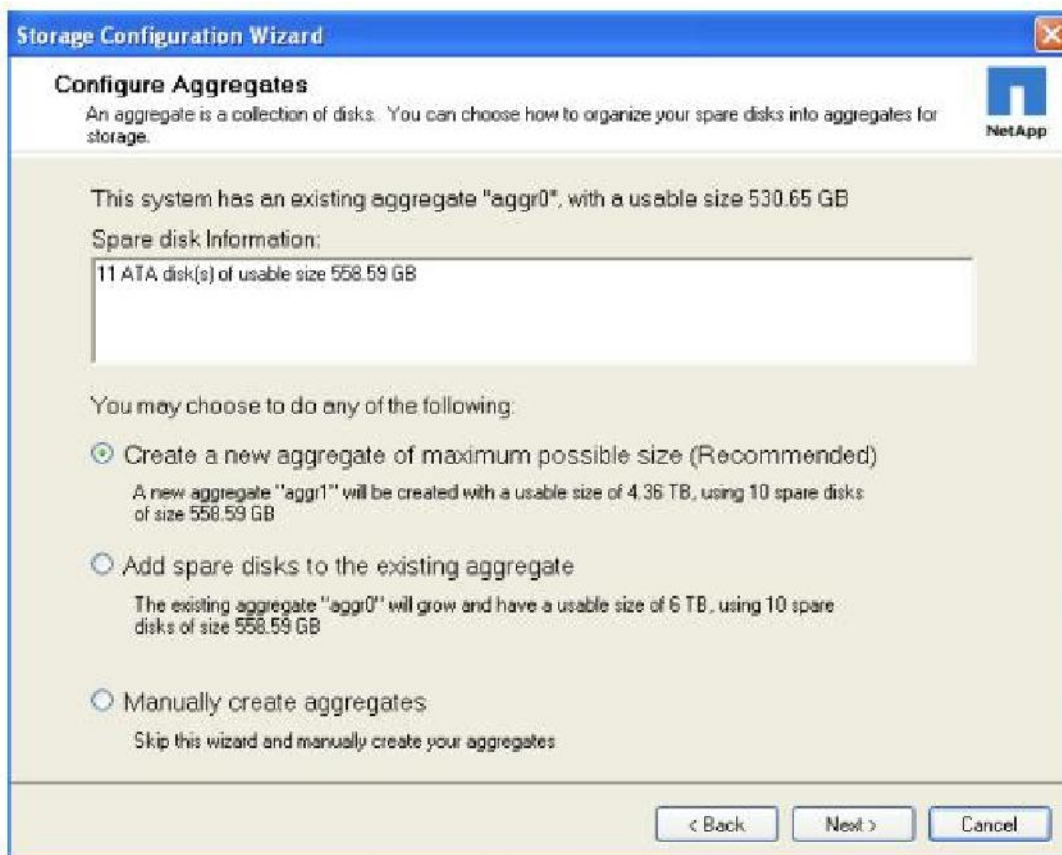 Storage Configuration Wizard
Configure Aggregates
An aggregate is a collection of disks. You can choose how to organize your spare disks into aggregates for
storage.
NetApp
This system has an existing aggregate "aggr0", with a usable size 530.65 GB
Spare disk Information:
11 ATA disk(s) of usable size 558.59 GB
You may choose to do any of the following:
Create a new aggregate of maximum possible size (Recommended)
A new aggregate "aggr1" will be created with a usable size of 4.36 TB, using 10 spare disks
of size 558.59 GB
Add spare disks to the existing aggregate
The existing aggregate "aggr0" will grow and have a usable size of 6 TB, using 10 spare
disks of size 558.59 GB
Manually create aggregates
Skip this wizard and manually create your aggregates
< Back
Next >
Cancel